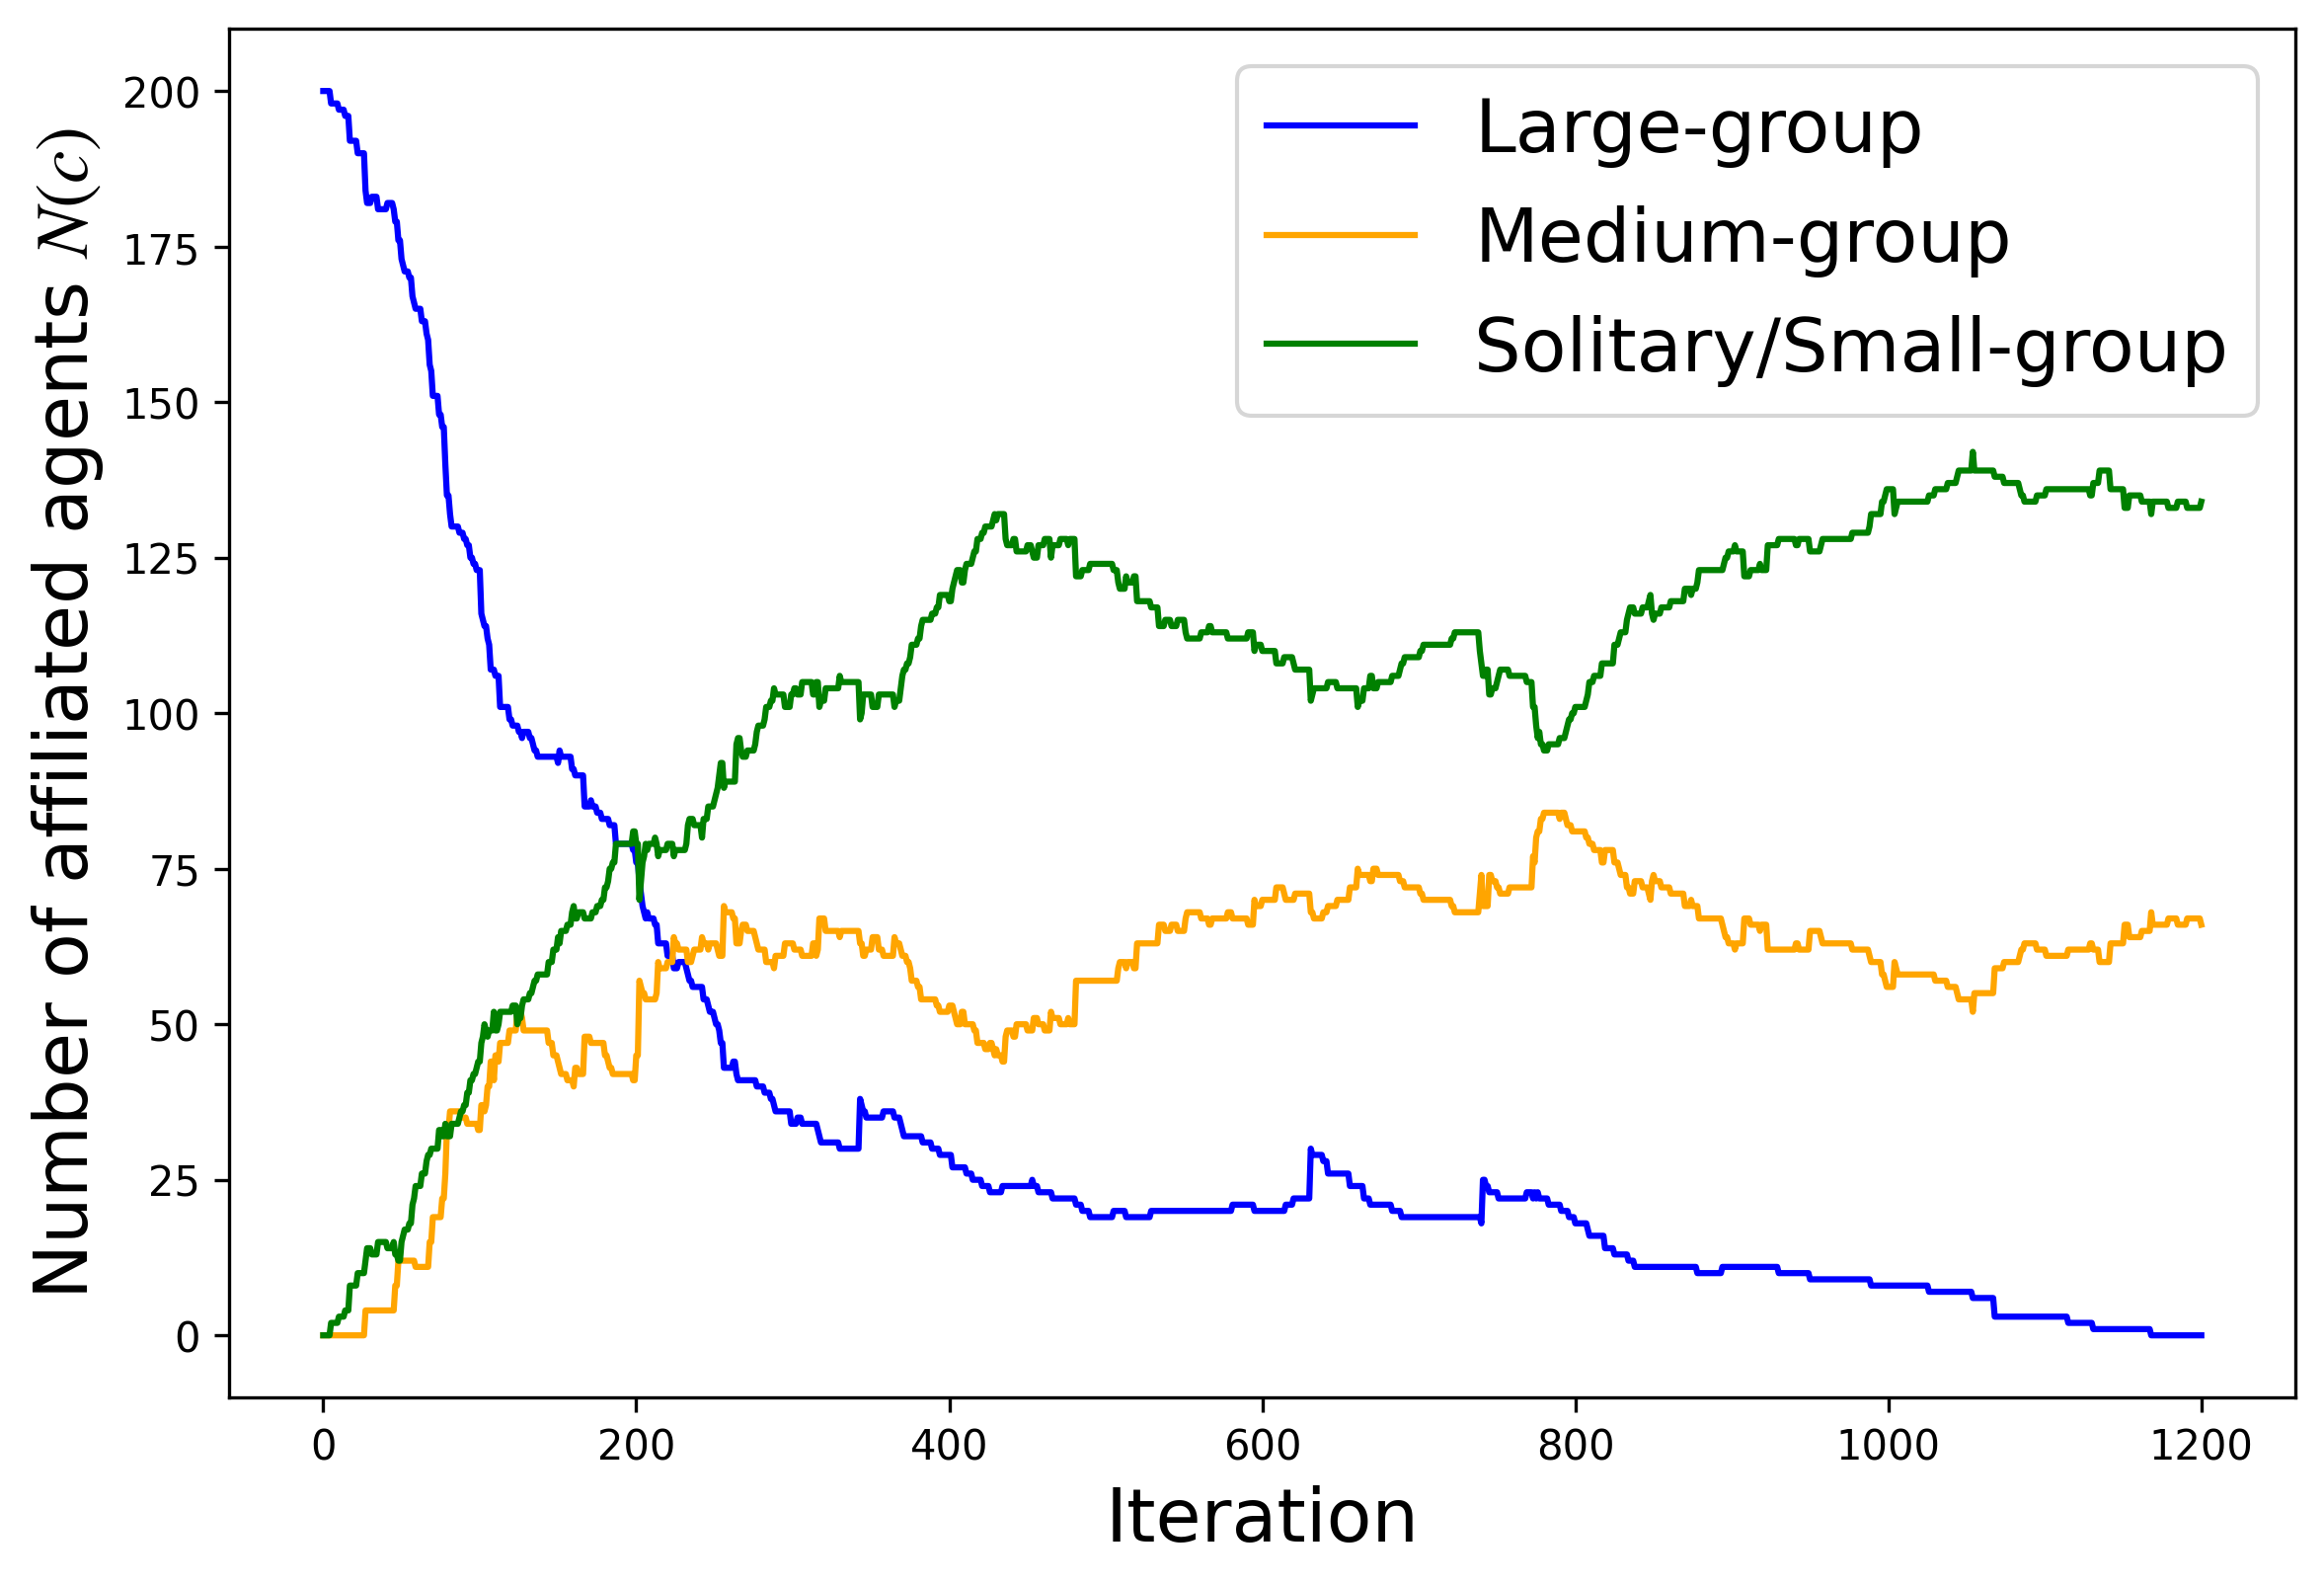 Number of affiliated agents N(c)
200
175
150
125
100
75
50
25
0
Large-group
Medium-group
Solitary/Small-group
0 200 400 600 800 1000 1200
Iteration